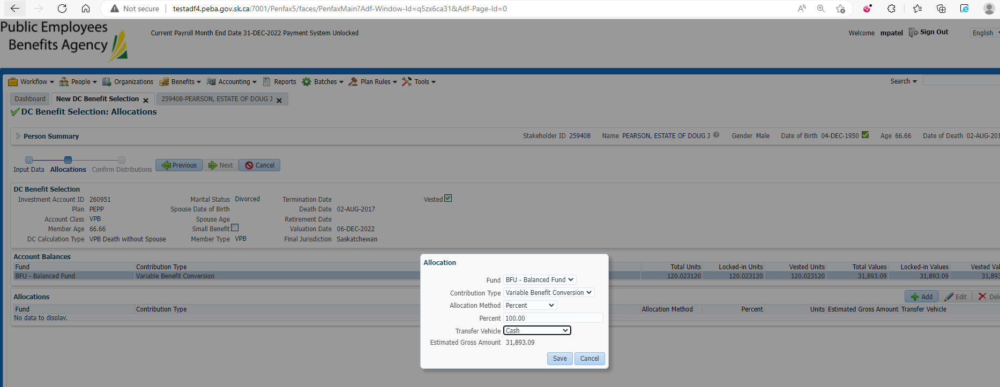 Not secure | testadf4.peba.gov.sk.ca:7001/Penfax5/faces/PenfaxMain?Adf-Window-Id=q5zx6ca31&Adf-Page-Id=0
Public Employees
Benefits Agency
Current Payroll Month End Date 31-DEC-2022 Payment System Unlocked
Welcome mpatel Sign Out English
Workflow People Organizations Benefits Accounting Reports Batches Plan Rules Tools Search
Dashboard New DC Benefit Selection 259408-PEARSON, ESTATE OF DOUG J
DC Benefit Selection: Allocations
Person Summary Stakeholder ID 259408 Name PEARSON, ESTATE OF DOUG J Gender Male Date of Birth 04-DEC-1950 Age 66.66 Date of Death 02-AUG-201
Previous Next Cancel
Input Data Allocations Confirm Distributions
DC Benefit Selection
Investment Account ID 260951 Marital Status Divorced Termination Date Vested
Plan PEPP Spouse Date of Birth Death Date 02-AUG-2017
Account Class VPB Spouse Age Retirement Date
Member Age 66.66 Small Benefit Valuation Date 06-DEC-2022
DC Calculation Type VPB Death without Spouse Member Type VPB Final Jurisdiction Saskatchewan
Account Balances
Fund Contribution Type Total Units Locked-in Units Vested Units Total Values Locked-in Values Vested Val
BFU - Balanced Fund Variable Benefit Conversion 120.023120 120.023120 120.023120 31,893.09 31,893.09 31,893
Allocations Add Edit Dele
Fund Contribution Type Allocation Method Percent Units Estimated Gross Amount Transfer Vehicle
No data to display.
Allocation
Fund BFU - Balanced Fund
Contribution Type Variable Benefit Conversion
Allocation Method Percent
Percent 100.00
Transfer Vehicle Cash
Estimated Gross Amount 31,893.09
Save Cancel